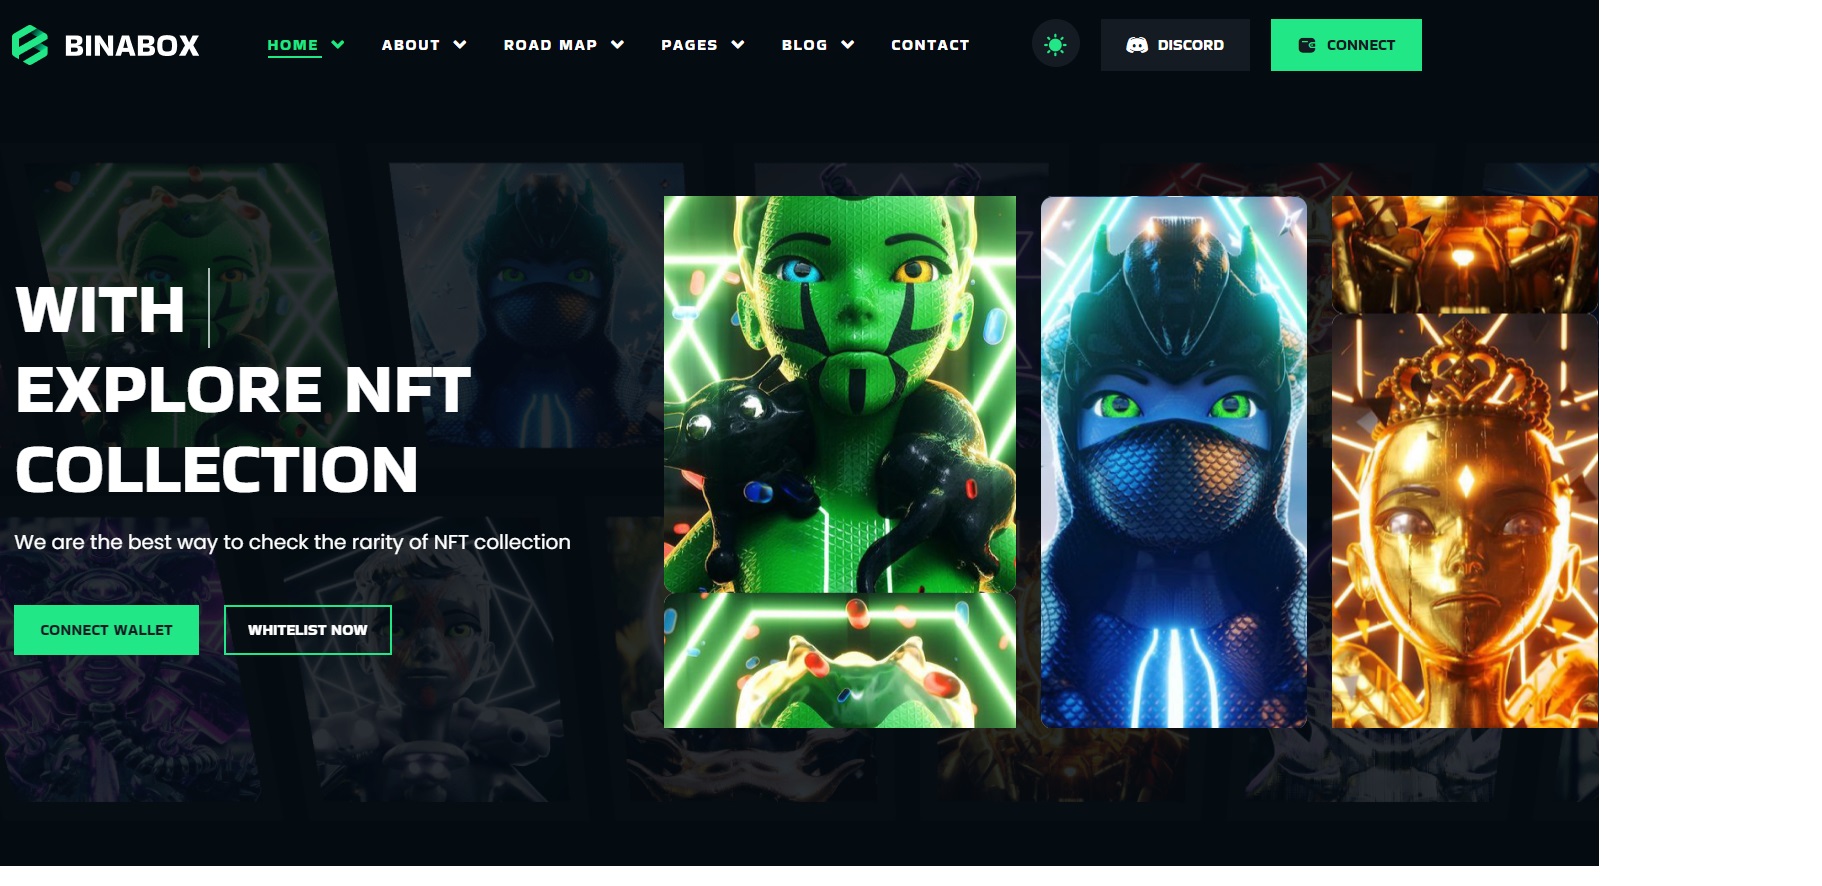 BINABOX
HOME
ABOUT
ROAD MAP
PAGES
BLOG
CONTACT
DISCORD
CONNECT
WITH
EXPLORE NFT
COLLECTION
We are the best way to check the rarity of NFT collection
CONNECT WALLET
WHITELIST NOW